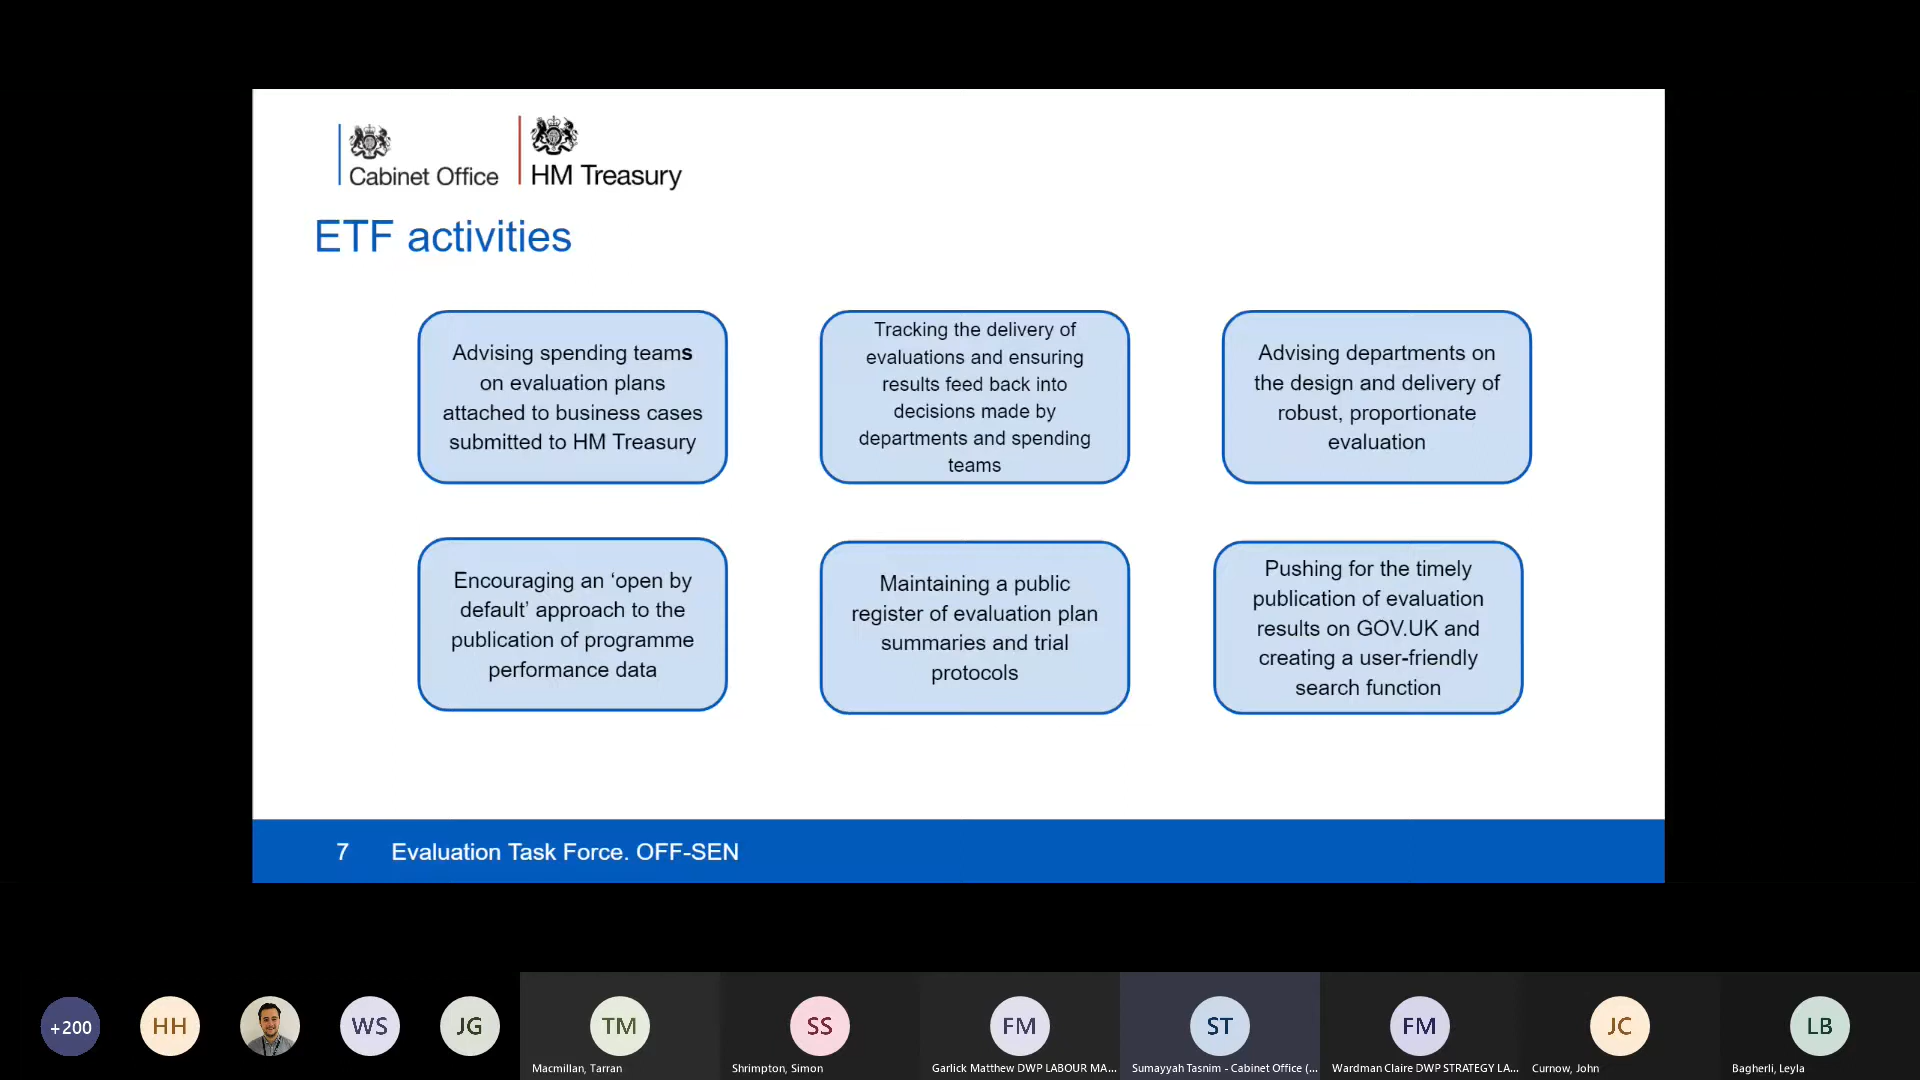 Cabinet Office
HM Treasury
ETF activities
Advising spending teams
on evaluation plans
attached to business cases
submitted to HM Treasury
Tracking the delivery of
evaluations and ensuring
results feed back into
decisions made by
departments and spending
teams
Advising departments on
the design and delivery of
robust, proportionate
evaluation
Encouraging an ‘open by
default’ approach to the
publication of programme
performance data
Maintaining a public
register of evaluation plan
summaries and trial
protocols
Pushing for the timely
publication of evaluation
results on GOV.UK and
creating a user-friendly
search function
7 Evaluation Task Force. OFF-SEN
+200
HH
WS
JG
TM
SS
FM
ST
FM
JC
LB
Macmillan, Tarran
Shrimpton, Simon
Garlick Matthew DWP LABOUR MA...
Sumayyah Tasnim - Cabinet Office (...
Wardman Claire DWP STRATEGY LA...
Curnow, John
Bagherli, Leyla